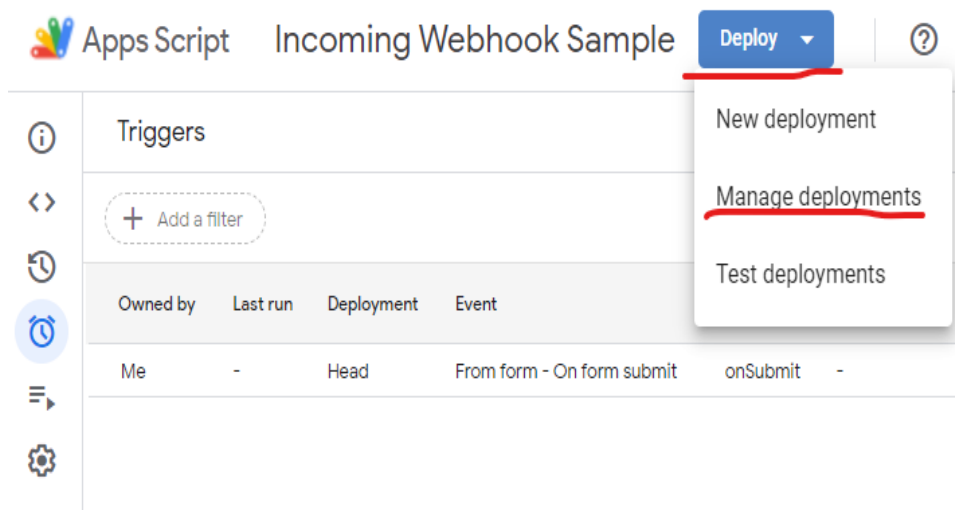 Apps Script Incoming Webhook Sample Deploy
New deployment
Manage deployments
Test deployments
Triggers
+ Add a filter
Owned by Last run Deployment Event
Me - Head From form - On form submit onSubmit -